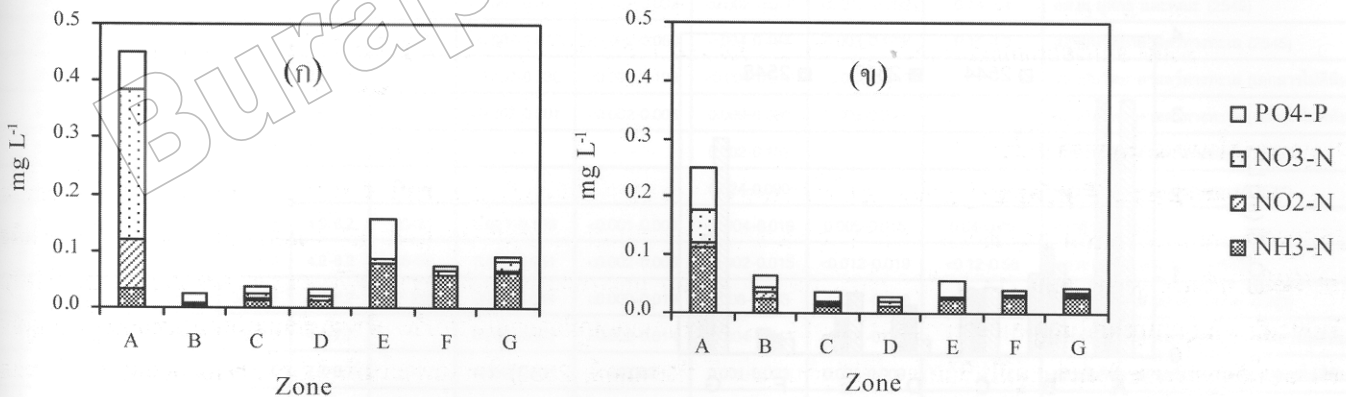 0.5
0.4
0.3
0.2
0.1
0.0
mg L-1
(ก)
A B C D E F G
Zone
Burap
0.5
0.4
0.3
0.2
0.1
0.0
mg L-1
(ข)
A B C D E F G
Zone
PO4-P
NO3-N
NO2-N
NH3-N